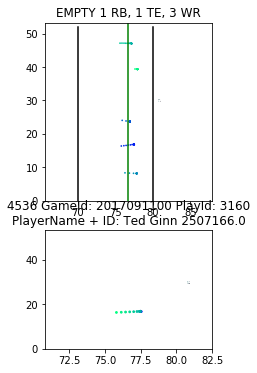 EMPTY 1 RB, 1 TE, 3 WR
50
40
30
20
10
0
70 75 80 85
4536 GameId: 2017091100 PlayId: 3160
PlayerName + ID: Ted Ginn 2507166.0
40
20
0
72.5 75.0 77.5 80.0 82.5